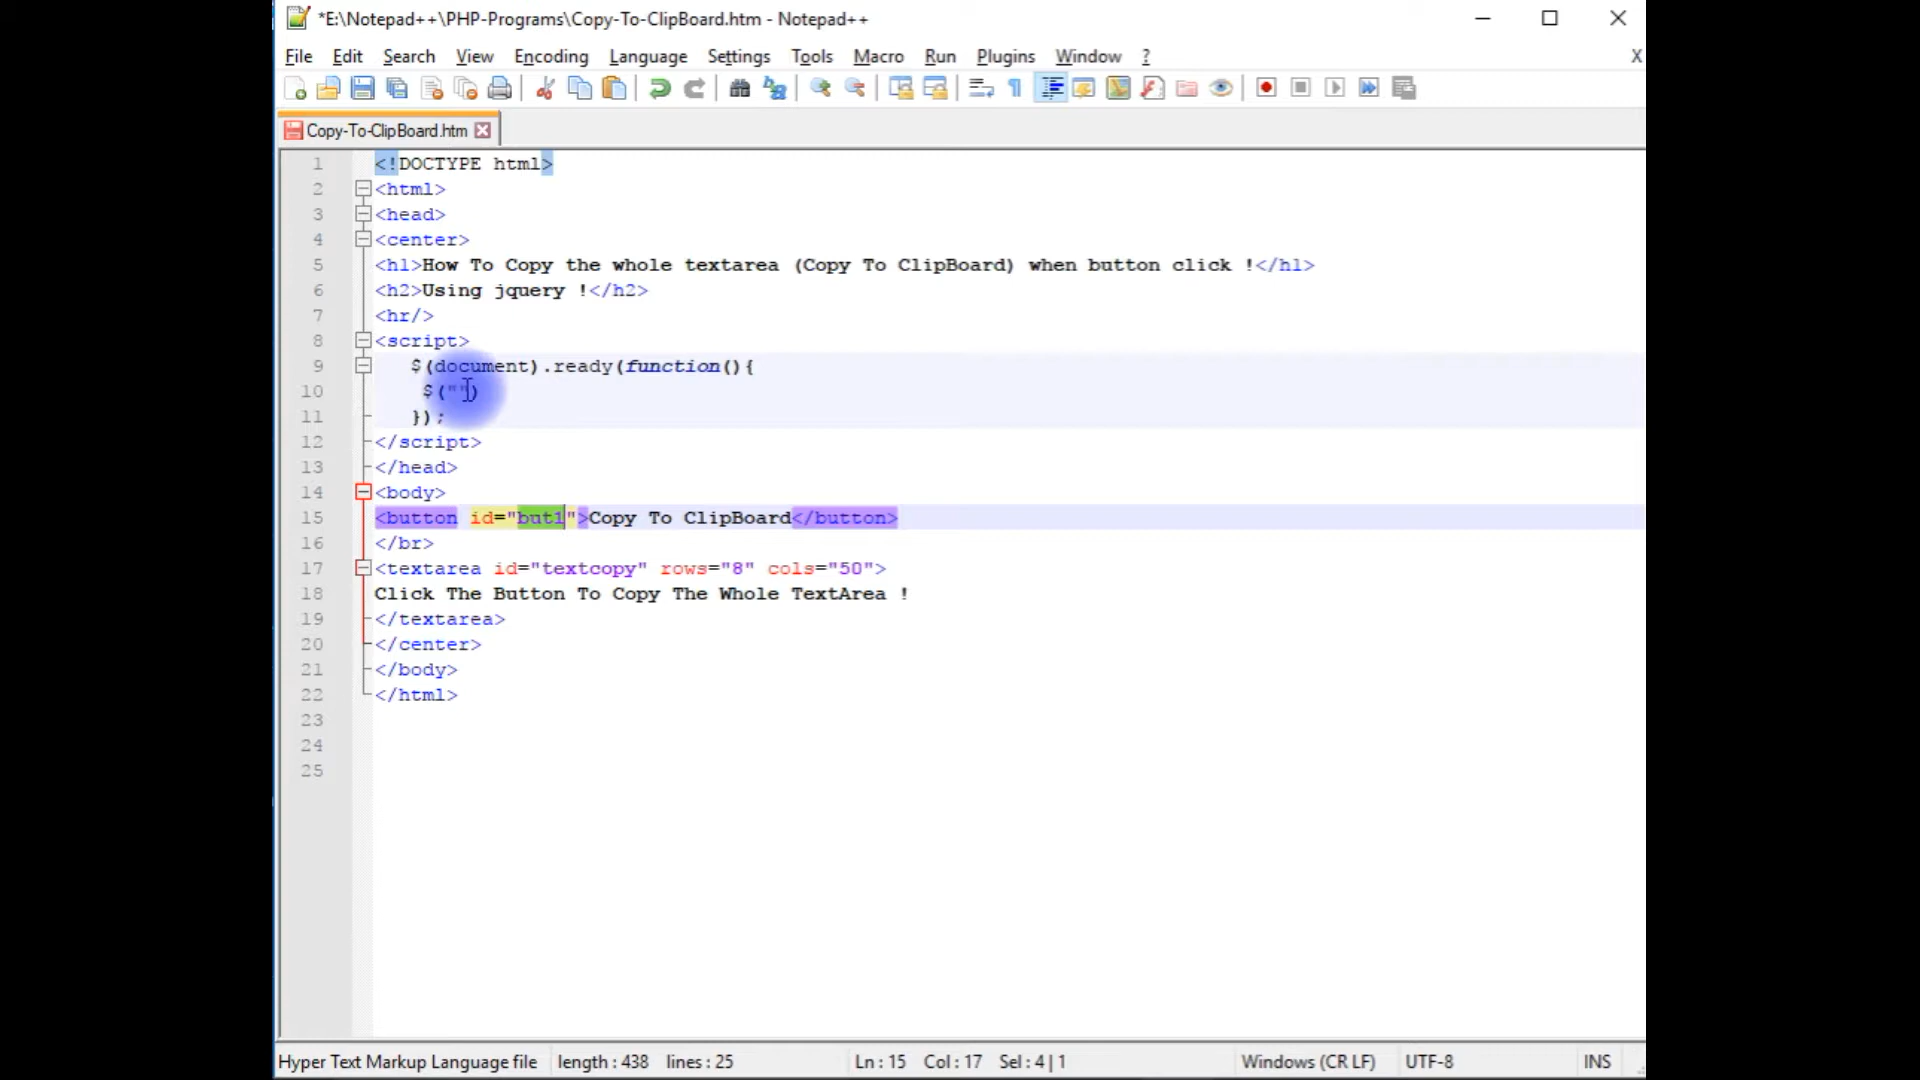 *E:\Notepad++\PHP-Programs\Copy-To-ClipBoard.htm - Notepad++
File Edit Search View Encoding Language Settings Tools Macro Run Plugins Window ? X
Copy-To-ClipBoard.htm
1 <!DOCTYPE html>
2 <html>
3 <head>
4 <center>
5 <h1>How To Copy the whole textarea (Copy To ClipBoard) when button click !</h1>
6 <h2>Using jquery !</h2>
7 <hr/>
8 <script>
9 $(document).ready(function(){
10 $("")
11 });
12 </script>
13 </head>
14 <body>
15 <button id="but1">Copy To ClipBoard</button>
16 </br>
17 <textarea id="textcopy" rows="8" cols="50">
18 Click The Button To Copy The Whole TextArea !
19 </textarea>
20 </center>
21 </body>
22 </html>
23
24
25
Hyper Text Markup Language file length : 438 lines : 25 Ln : 15 Col : 17 Sel : 4 | 1 Windows (CR LF) UTF-8 INS